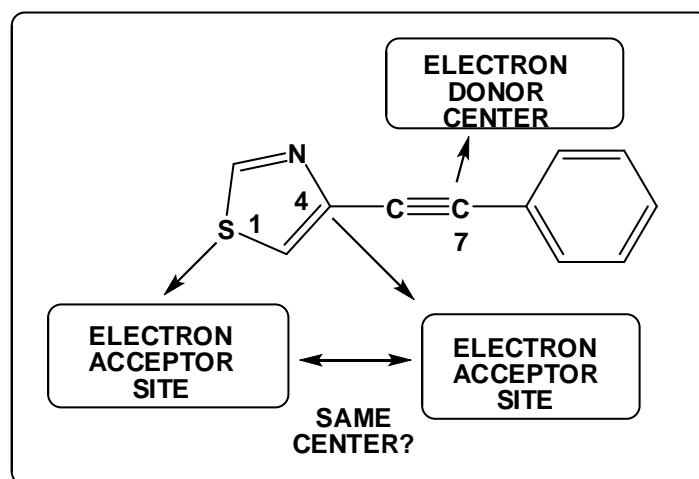 ELECTRON
DONOR
CENTER
N
4
C
C
S
1
7
ELECTRON
ACCEPTOR
SITE
ELECTRON
ACCEPTOR
SITE
SAME
CENTER?